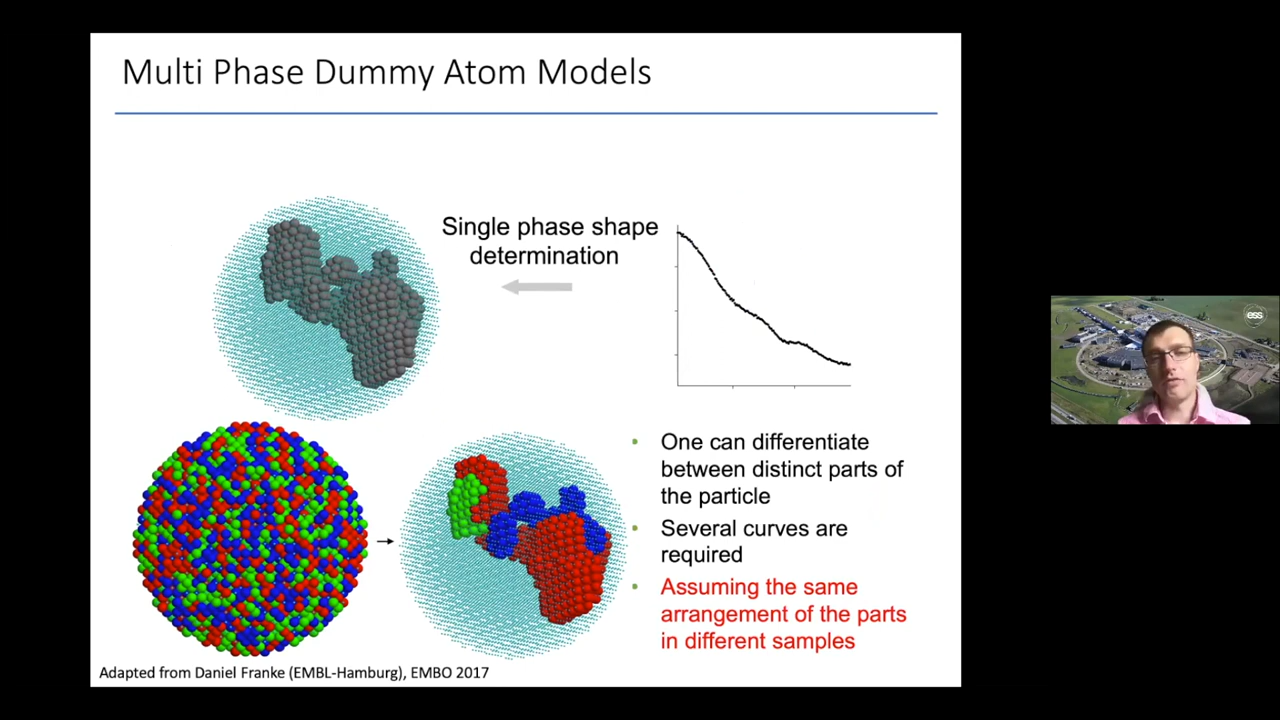 Multi Phase Dummy Atom Models
Single phase shape
determination
One can differentiate
between distinct parts of
the particle
Several curves are
required
Assuming the same
arrangement of the parts
in different samples
Adapted from Daniel Franke (EMBL-Hamburg), EMBO 2017
ess